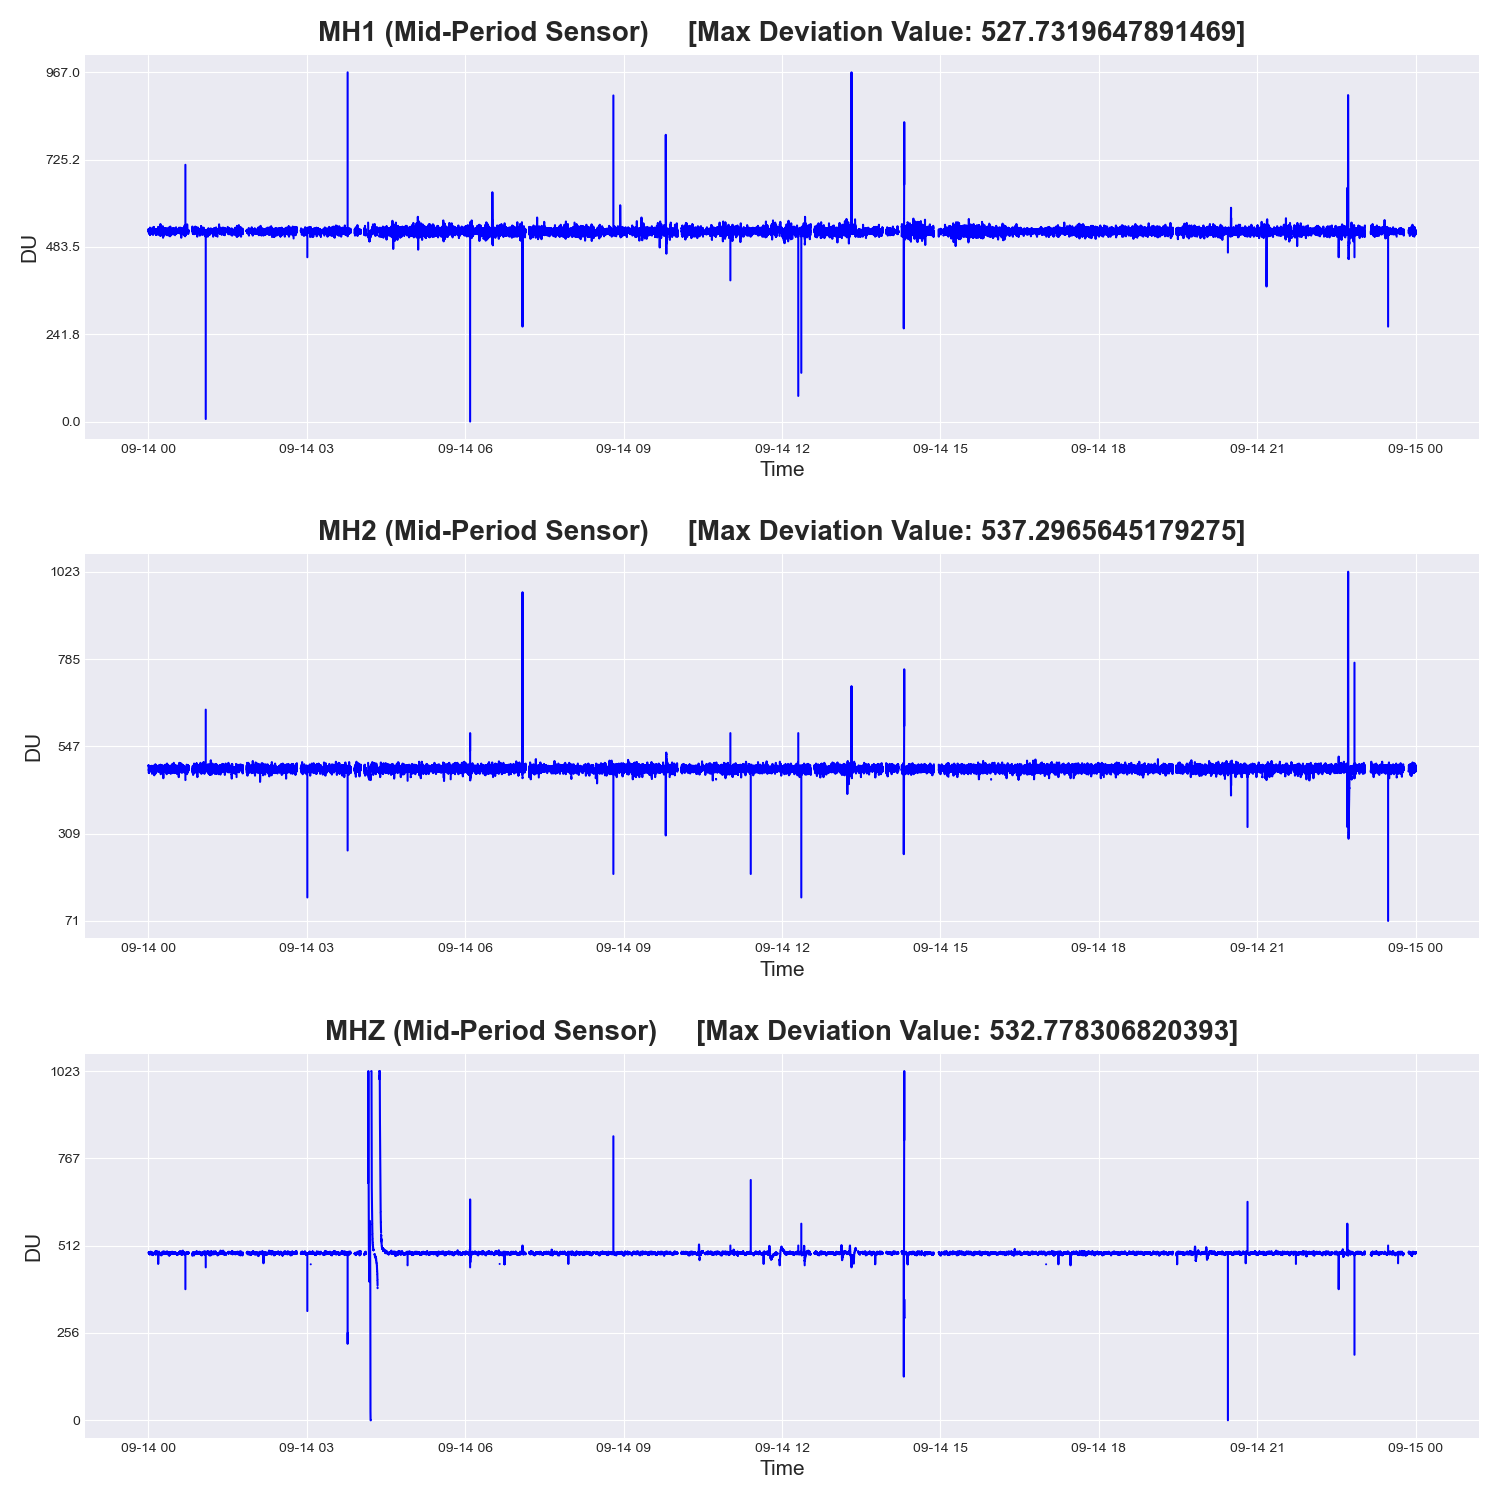 MH1 (Mid-Period Sensor) [Max Deviation Value: 527.7319647891469]
967.0
725.2
483.5
241.8
0.0
DU
09-14 00 09-14 03 09-14 06 09-14 09 09-14 12 09-14 15 09-14 18 09-14 21 09-15 00
Time
MH2 (Mid-Period Sensor) [Max Deviation Value: 537.2965645179275]
1023
785
547
309
71
DU
09-14 00 09-14 03 09-14 06 09-14 09 09-14 12 09-14 15 09-14 18 09-14 21 09-15 00
Time
MHZ (Mid-Period Sensor) [Max Deviation Value: 532.778306820393]
1023
767
512
256
0
DU
09-14 00 09-14 03 09-14 06 09-14 09 09-14 12 09-14 15 09-14 18 09-14 21 09-15 00
Time